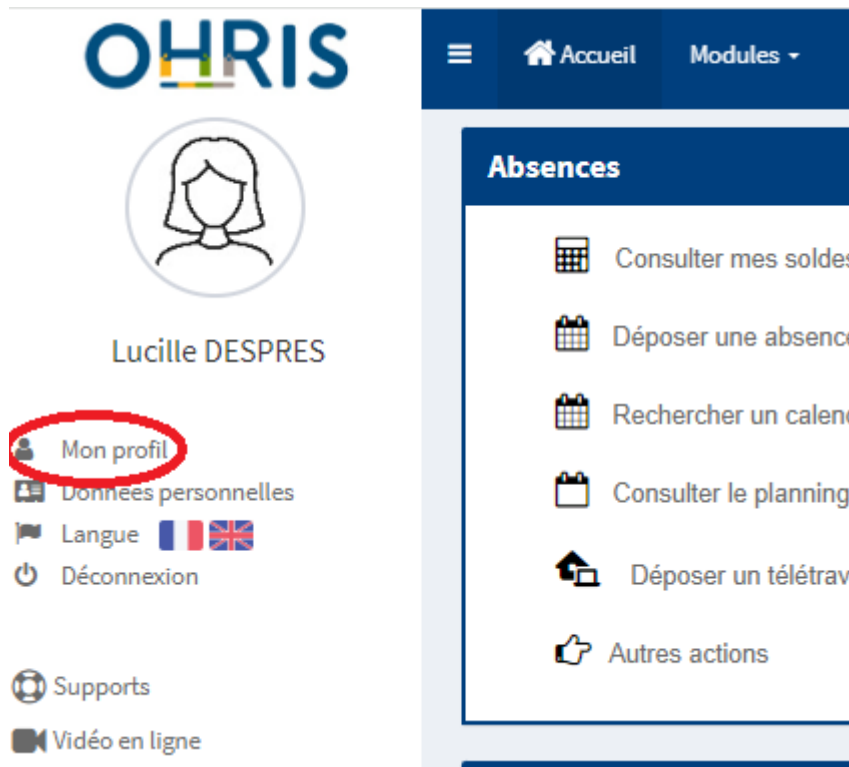 OHRIS
Accueil
Modules
Lucille DESPRES
Mon profil
Données personnelles
Langue
Déconnexion
Supports
Vidéo en ligne
Absences
Consulter mes soldes
Déposer une absence
Rechercher un calen
Consulter le planning
Déposer un télétrav
Autres actions